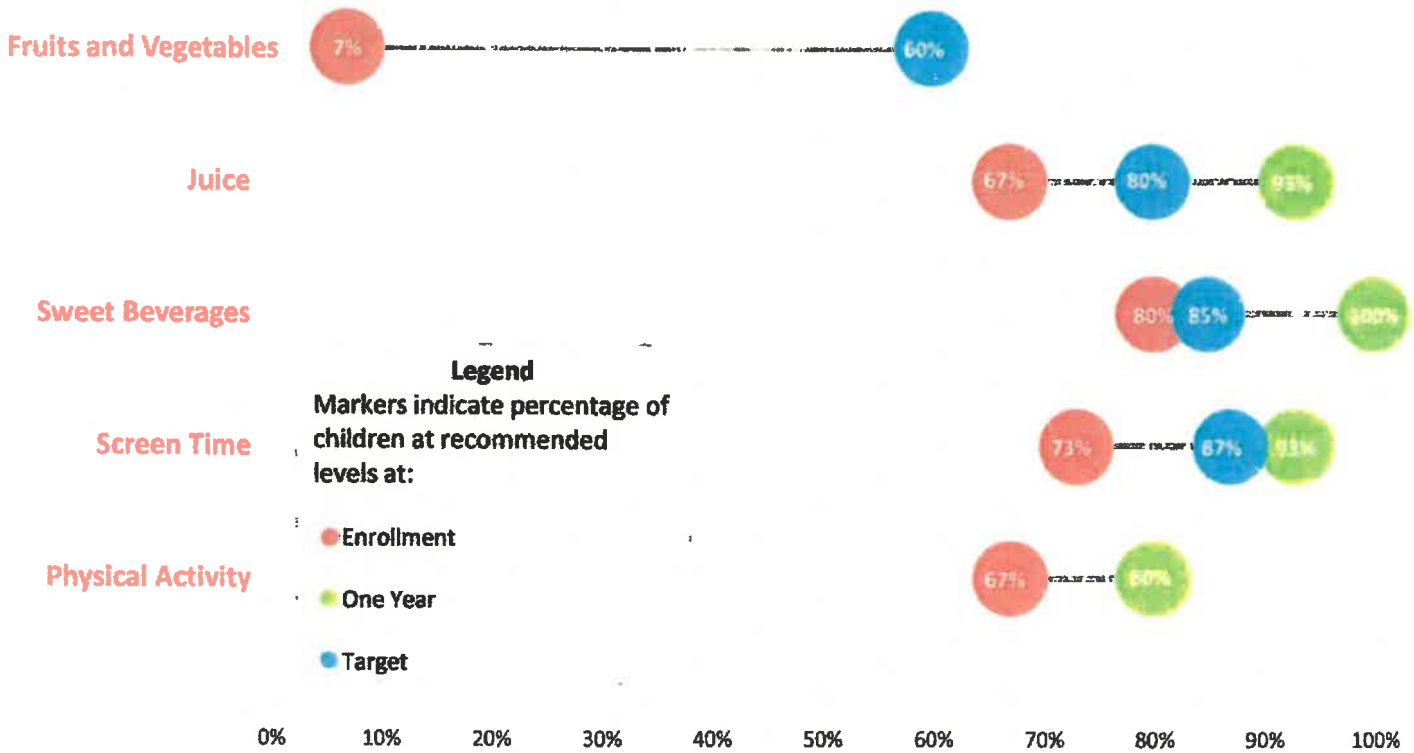 Fruits and Vegetables 7% 60%
Juice 67% 80% 93%
Sweet Beverages 80% 85% 100%
Legend
Markers indicate percentage of
children at recommended
levels at:
Screen Time 73% 87% 93%
Enrollment
Physical Activity 67% 80%
One Year
Target
0% 10% 20% 30% 40% 50% 60% 70% 80% 90% 100%